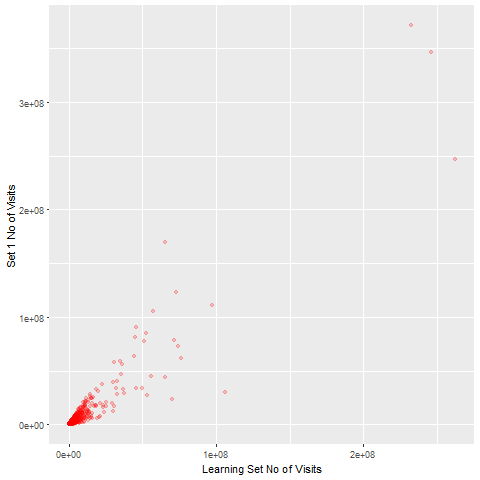 3e+08
2e+08
1e+08
0e+00
Set 1 No of Visits
0e+00 1e+08 2e+08
Learning Set No of Visits